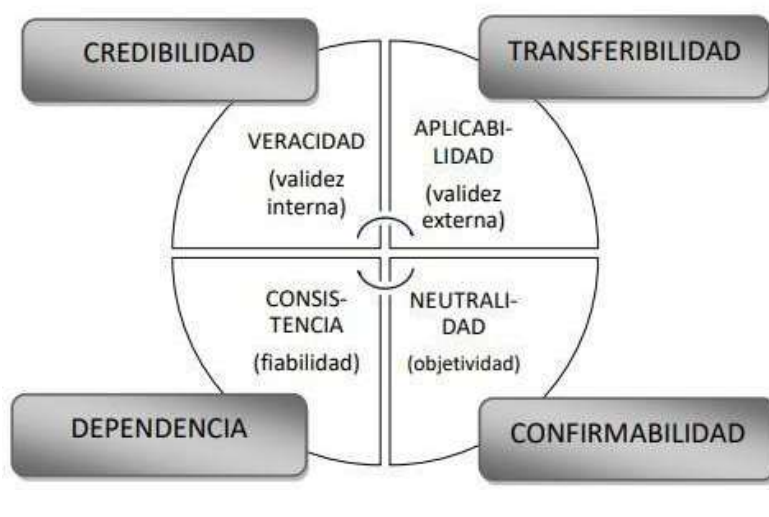 CREDIBILIDAD
TRANSFERIBILIDAD
VERACIDAD
(validez
interna)
APLICABI-
LIDAD
(validez
externa)
CONSIS-
TENCIA
(fiabilidad)
NEUTRALI-
DAD
(objetividad)
DEPENDENCIA
CONFIRMABILIDAD